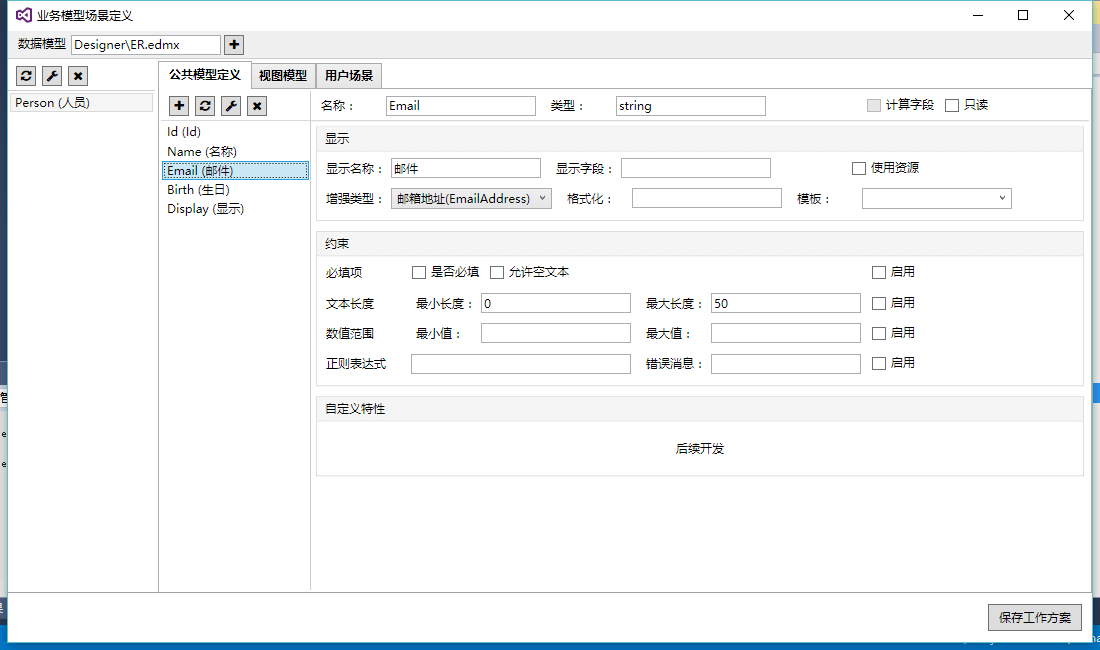 业务模型场景定义
数据模型 Designer\ER.edmx
公共模型定义 视图模型 用户场景
Person (人员)
名称： Email 类型： string 计算字段 只读
Id (Id)
Name (名称)
Email (邮件)
Birth (生日)
Display (显示)
显示
显示名称： 邮件 显示字段： 使用资源
增强类型： 邮箱地址(EmailAddress) 格式化： 模板：
约束
必填项 是否必填 允许空文本 启用
文本长度 最小长度： 0 最大长度： 50 启用
数值范围 最小值： 最大值： 启用
正则表达式 错误消息： 启用
自定义特性
后续开发
保存工作方案